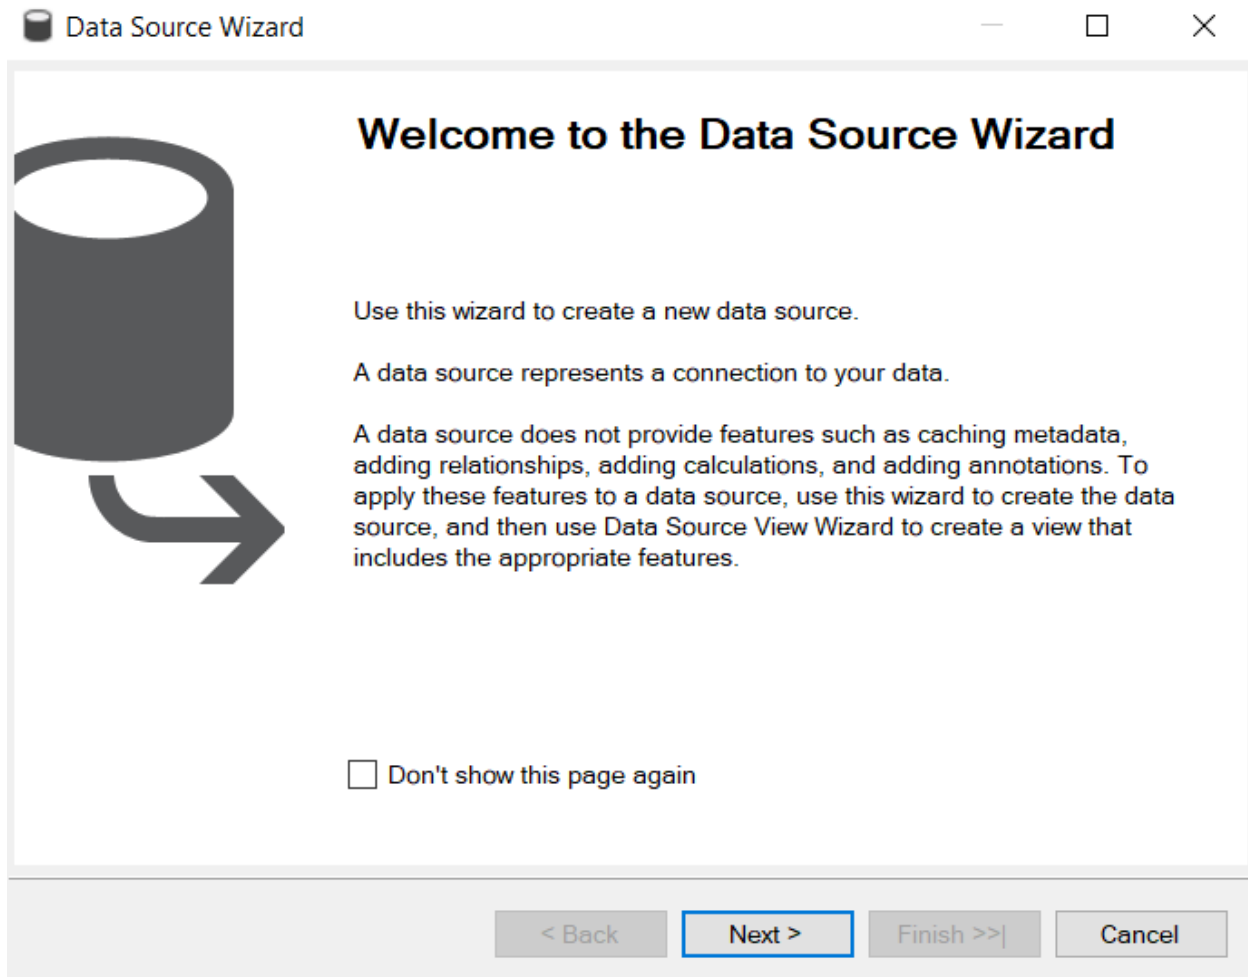 Data Source Wizard
Welcome to the Data Source Wizard
Use this wizard to create a new data source.
A data source represents a connection to your data.
A data source does not provide features such as caching metadata,
adding relationships, adding calculations, and adding annotations. To
apply these features to a data source, use this wizard to create the data
source, and then use Data Source View Wizard to create a view that
includes the appropriate features.
Don't show this page again
< Back Next > Finish >>| Cancel